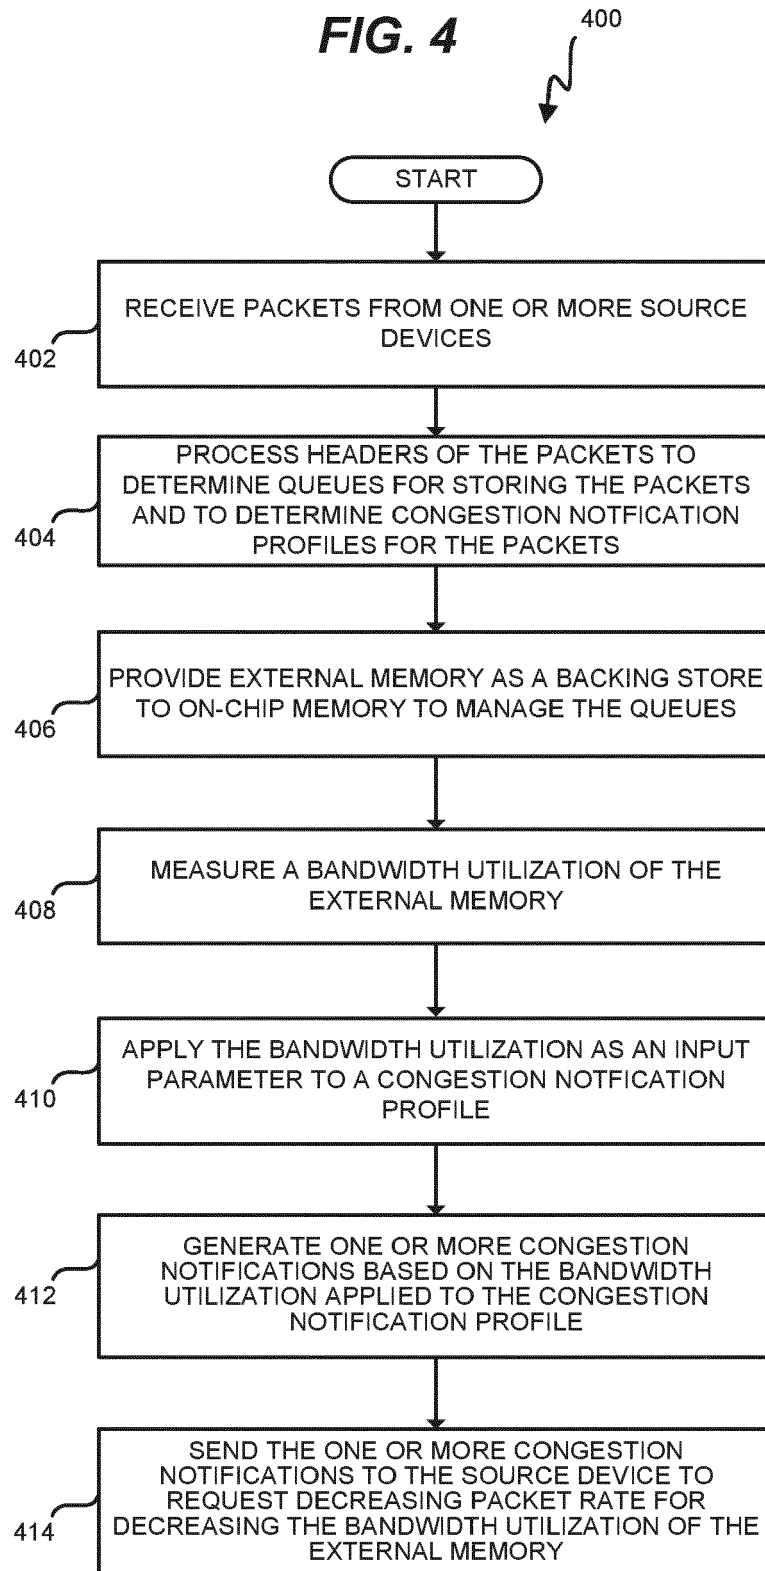 FIG. 4
400
START
RECEIVE PACKETS FROM ONE OR MORE SOURCE
DEVICES
402
PROCESS HEADERS OF THE PACKETS TO
DETERMINE QUEUES FOR STORING THE PACKETS
AND TO DETERMINE CONGESTION NOTFICATION
PROFILES FOR THE PACKETS
404
PROVIDE EXTERNAL MEMORY AS A BACKING STORE
TO ON-CHIP MEMORY TO MANAGE THE QUEUES
406
MEASURE A BANDWIDTH UTILIZATION OF THE
EXTERNAL MEMORY
408
APPLY THE BANDWIDTH UTILIZATION AS AN INPUT
PARAMETER TO A CONGESTION NOTFICATION
PROFILE
410
GENERATE ONE OR MORE CONGESTION
NOTIFICATIONS BASED ON THE BANDWIDTH
UTILIZATION APPLIED TO THE CONGESTION
NOTIFICATION PROFILE
412
SEND THE ONE OR MORE CONGESTION
NOTIFICATIONS TO THE SOURCE DEVICE TO
REQUEST DECREASING PACKET RATE FOR
DECREASING THE BANDWIDTH UTILIZATION OF THE
EXTERNAL MEMORY
414